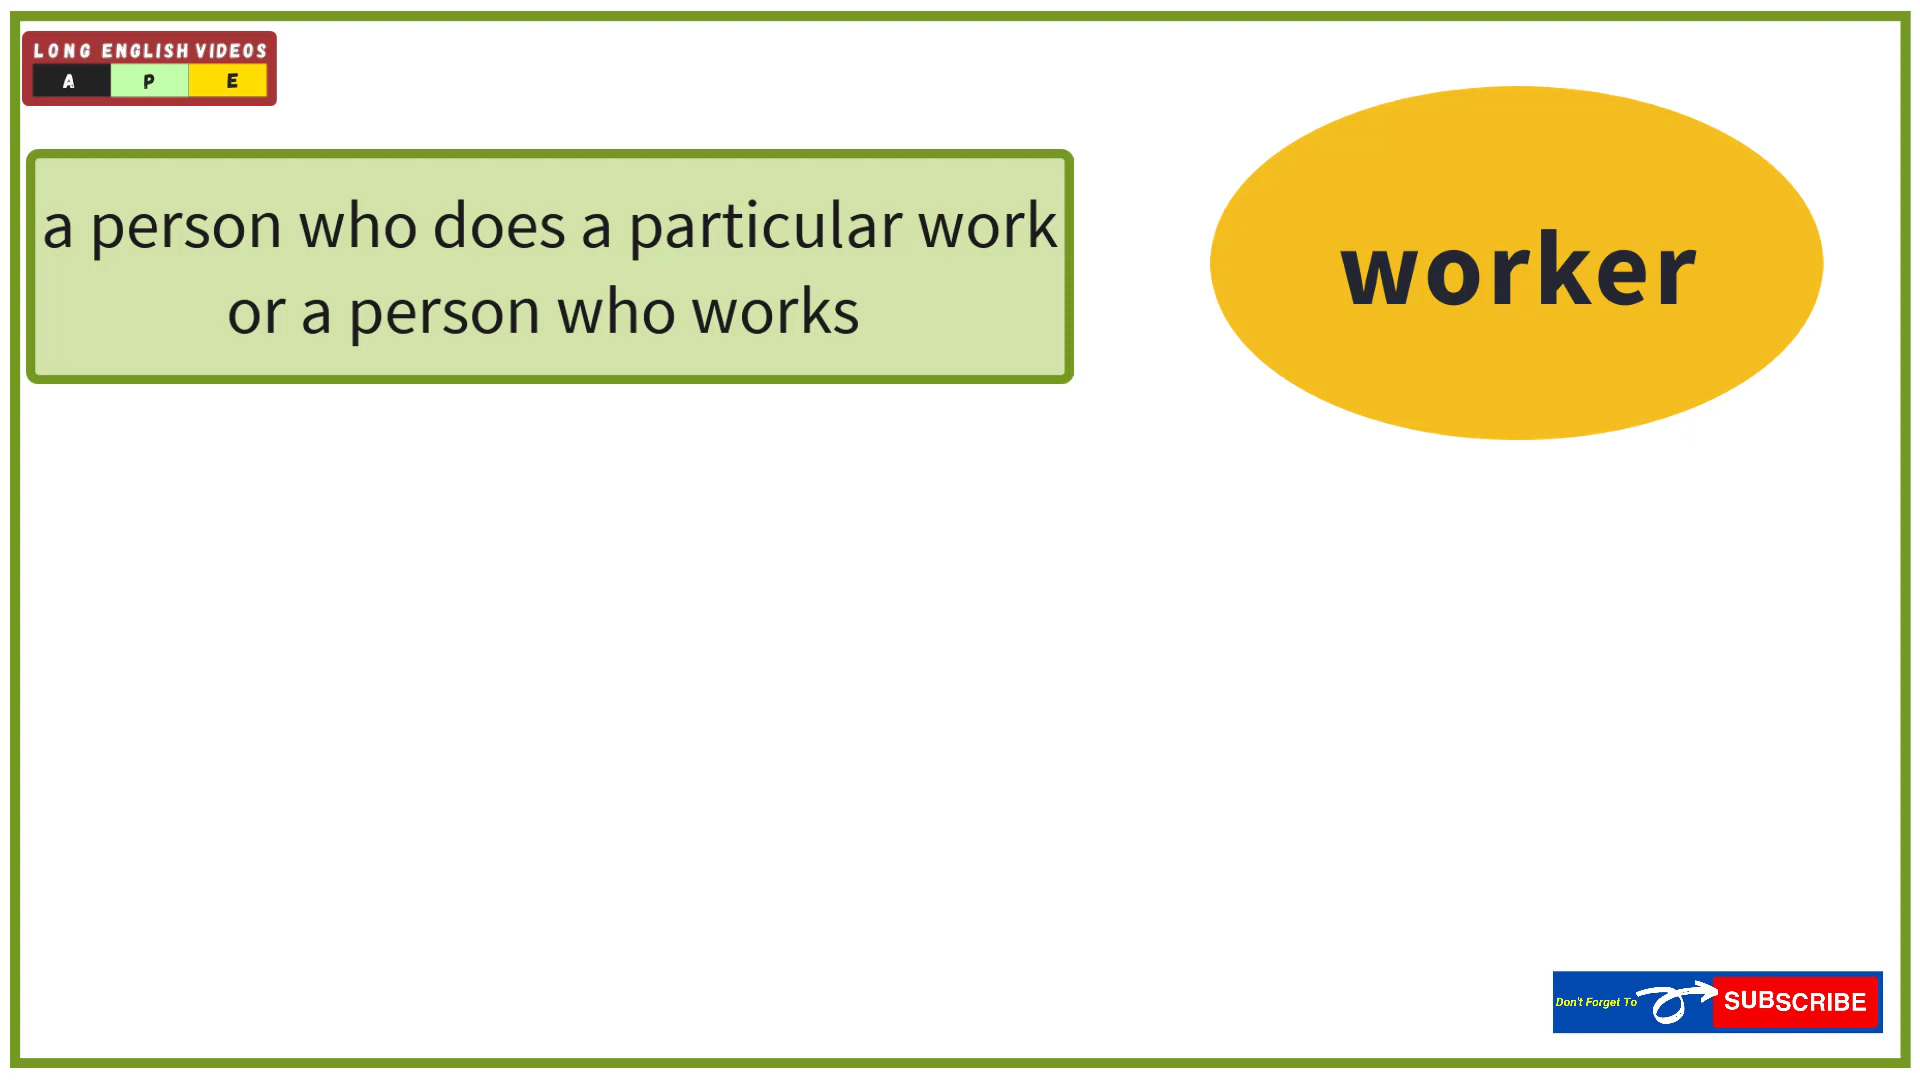 LONG ENGLISH VIDEOS
A P E
a person who does a particular work
or a person who works
worker
Don't Forget To
SUBSCRIBE